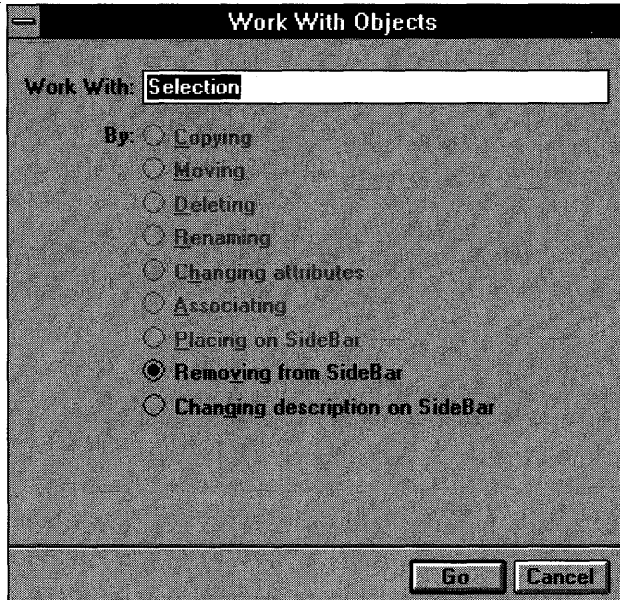 Work With Objects
Work With: Selection
By: Copying
Moving
Deleting
Renaming
Changing attributes
Associating
Placing on SideBar
Removing from SideBar
Changing description on SideBar
Go Cancel